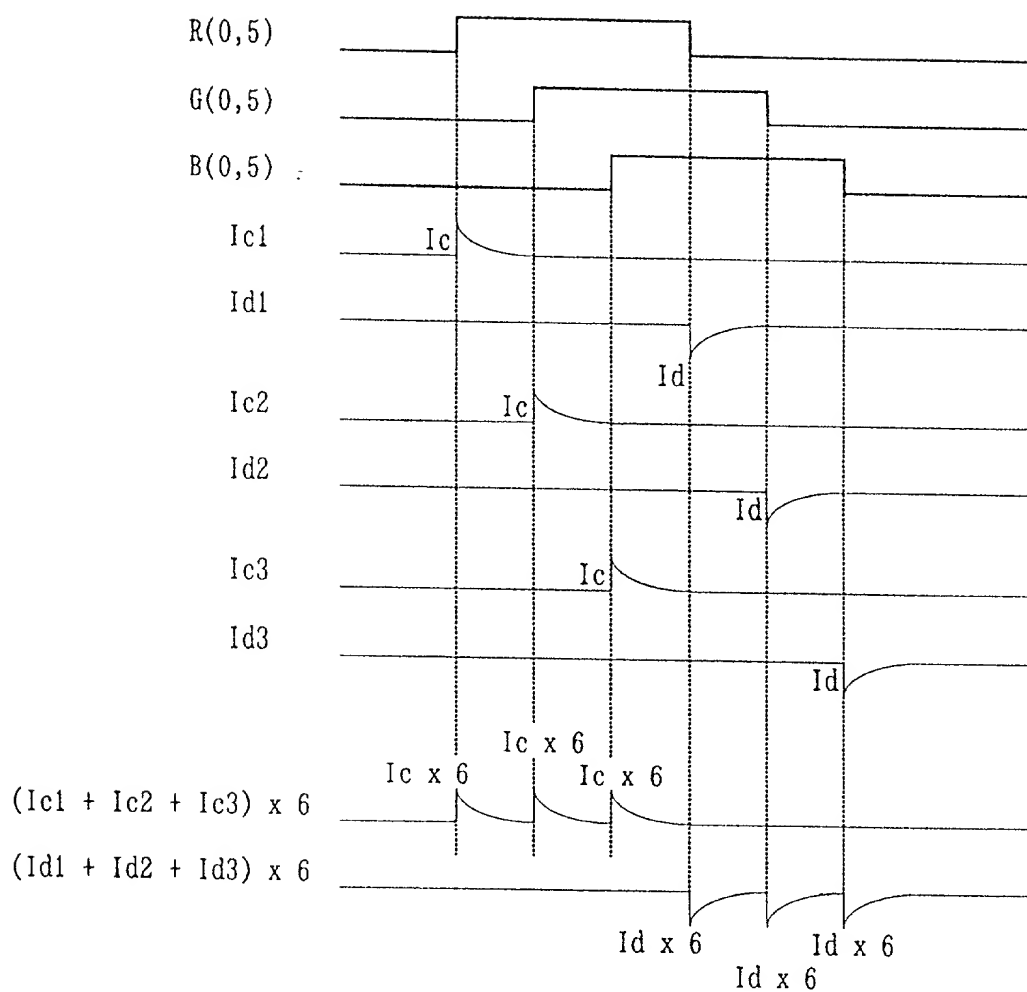 R(0,5)
G(0,5)
B(0,5)
Ic1
Ic
Id1
Id
Ic2
Ic
Id2
Id
Ic3
Ic
Id3
Id
Ic x 6
Ic x 6
Ic x 6
(Ic1 + Ic2 + Ic3) x 6
(Id1 + Id2 + Id3) x 6
Id x 6
Id x 6
Id x 6